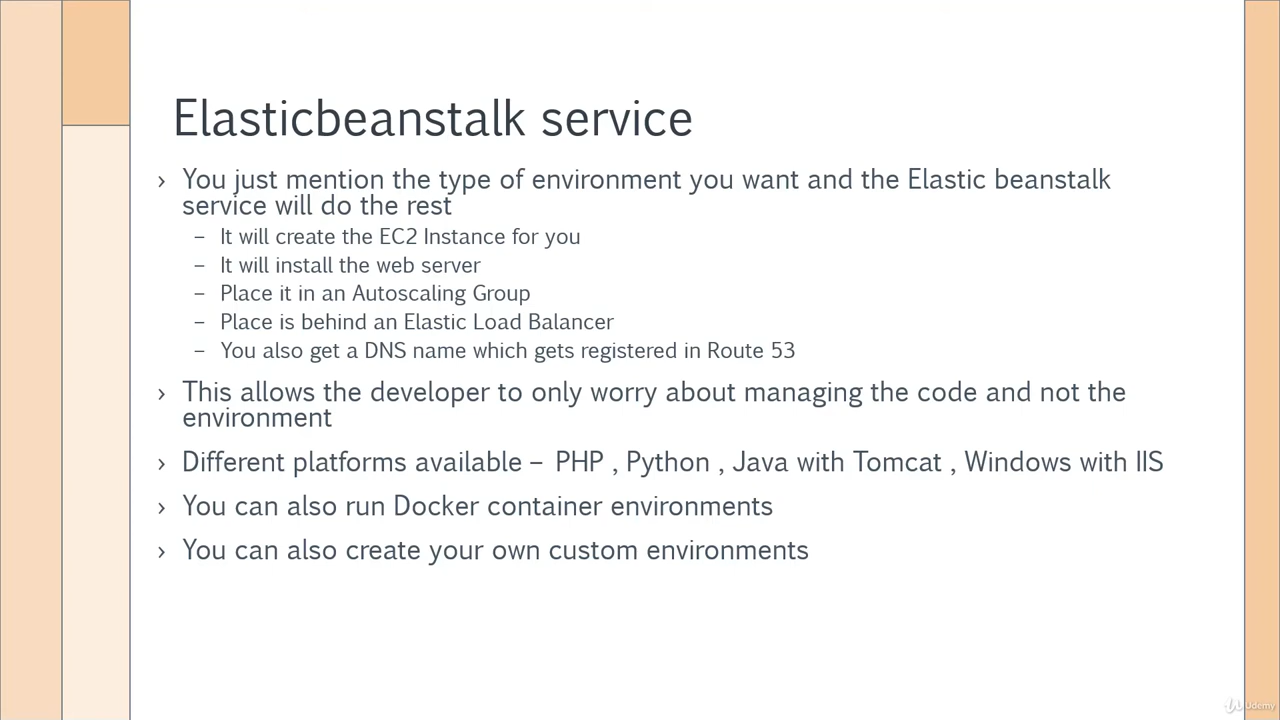 Elasticbeanstalk service
› You just mention the type of environment you want and the Elastic beanstalk
service will do the rest
– It will create the EC2 Instance for you
– It will install the web server
– Place it in an Autoscaling Group
– Place is behind an Elastic Load Balancer
– You also get a DNS name which gets registered in Route 53
› This allows the developer to only worry about managing the code and not the
environment
› Different platforms available – PHP , Python , Java with Tomcat , Windows with IIS
› You can also run Docker container environments
› You can also create your own custom environments
Udemy